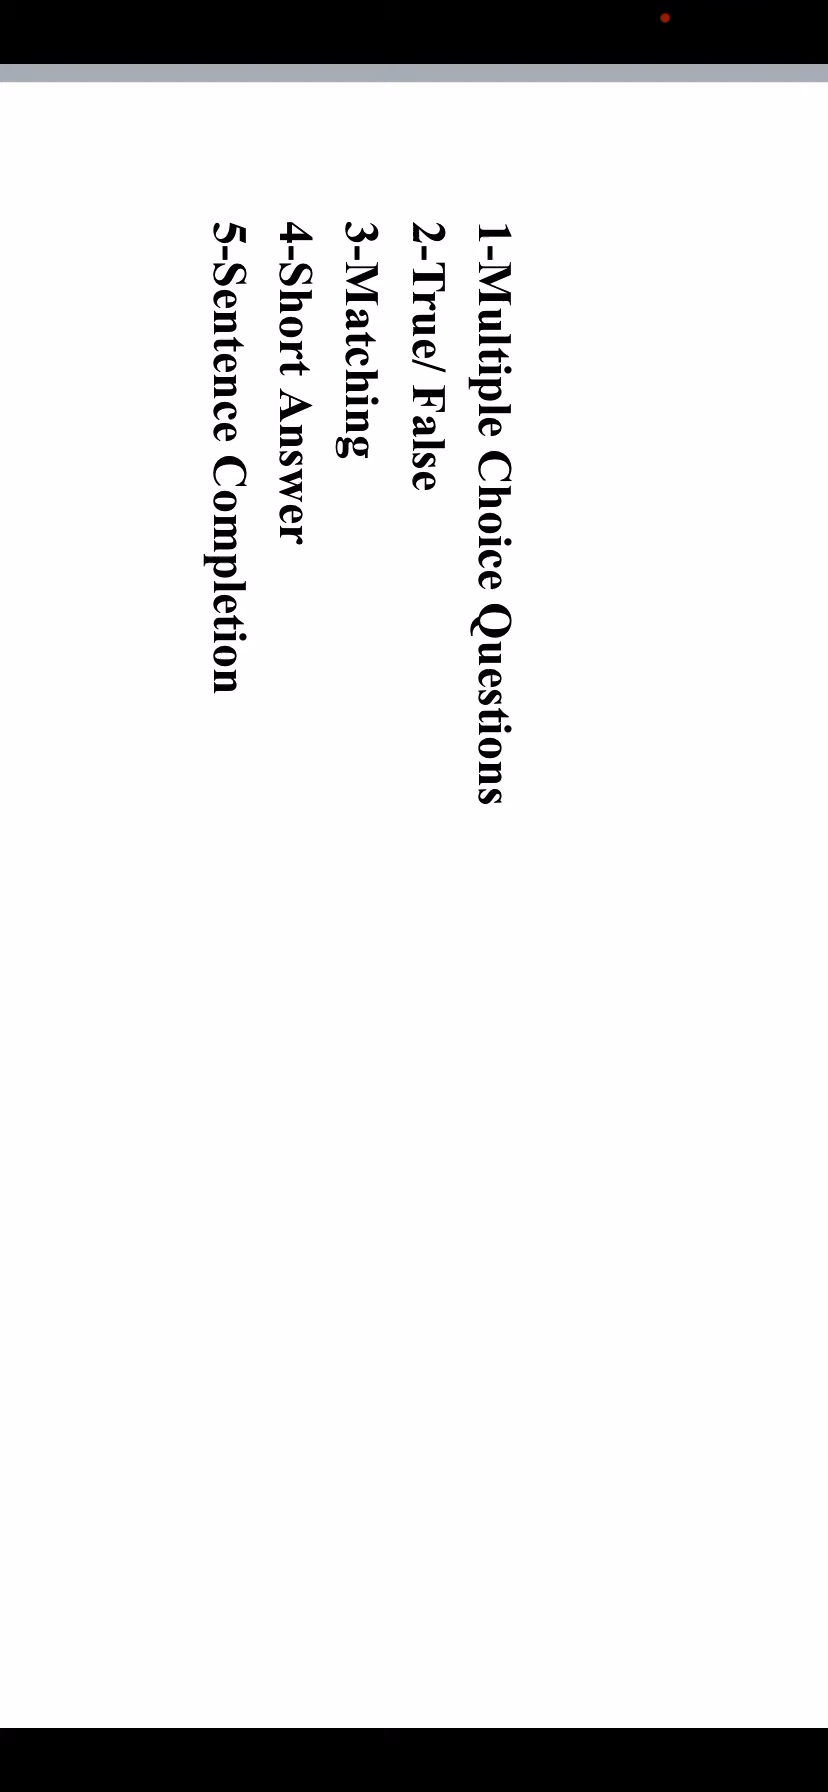 1-Multiple Choice Questions
2-True/ False
3-Matching
4-Short Answer
5-Sentence Completion